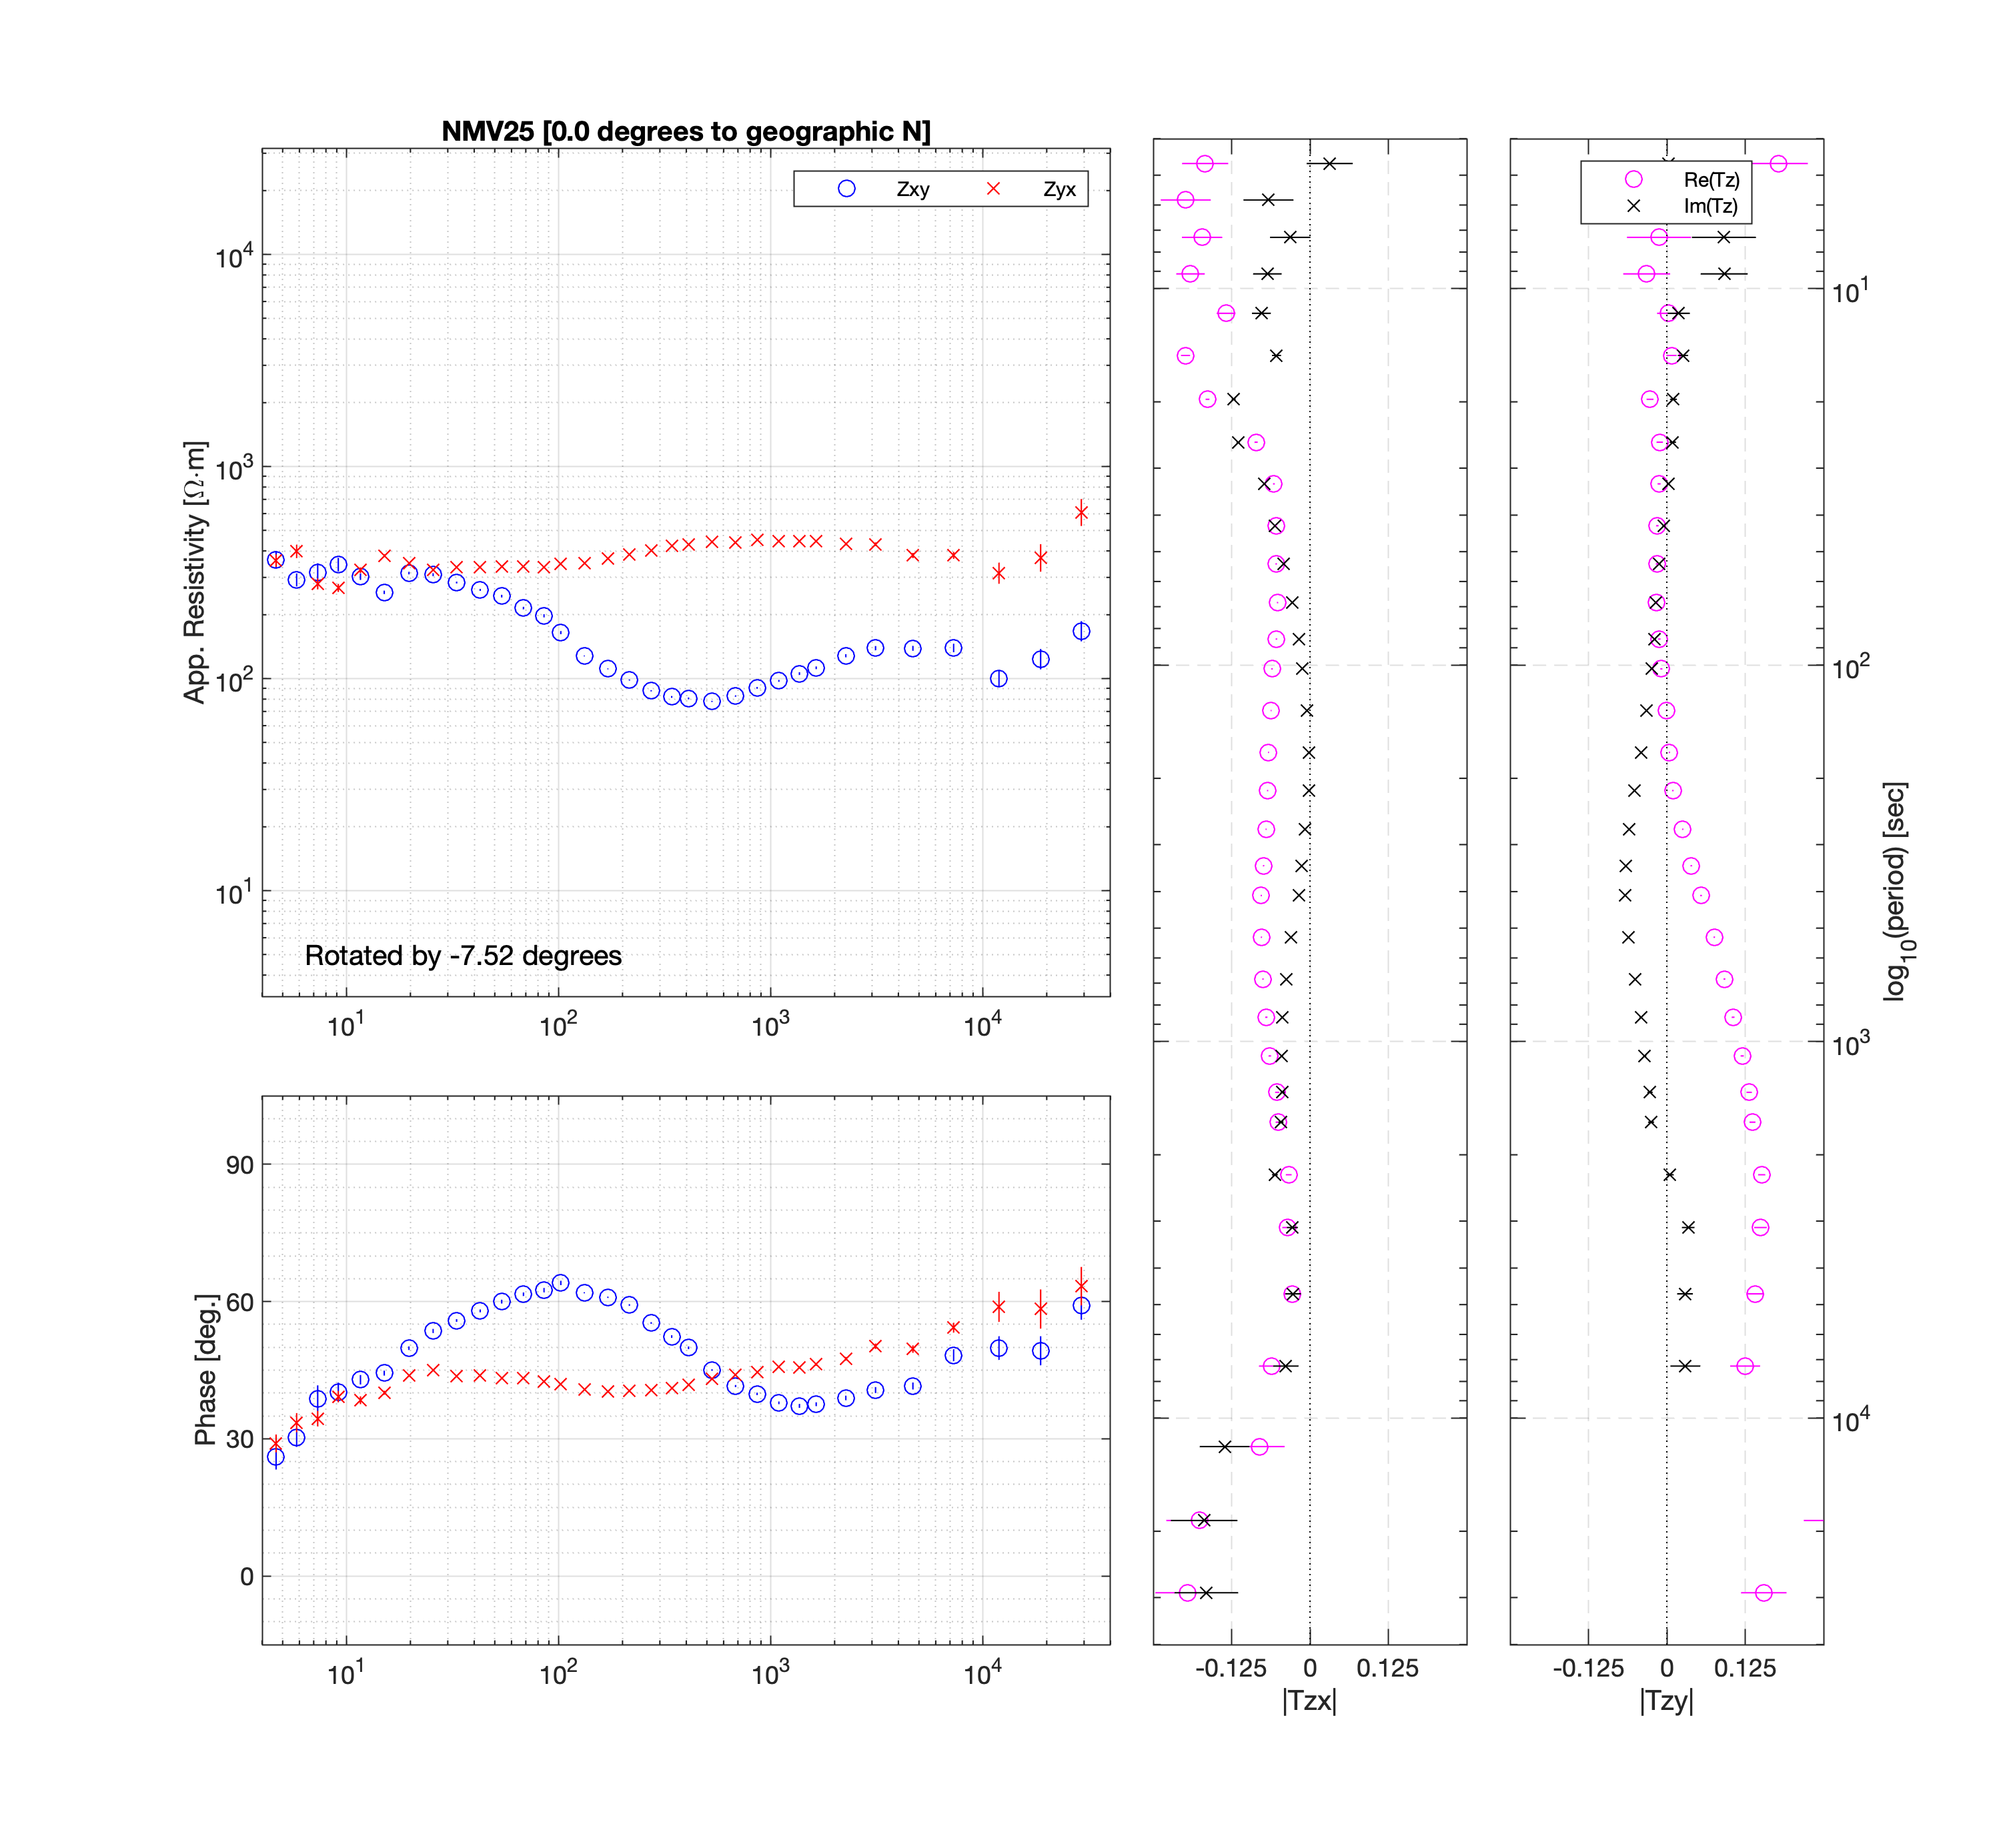 NMV25 [0.0 degrees to geographic N]
Zxy Zyx
App. Resistivity [Ω·m]
10^4
10^3
10^2
10^1
Rotated by -7.52 degrees
10^1 10^2 10^3 10^4
Phase [deg.]
90
60
30
0
10^1 10^2 10^3 10^4
-0.125 0 0.125
|Tzx|
Re(Tz)
Im(Tz)
10^1
10^2
10^3
10^4
log10(period) [sec]
-0.125 0 0.125
|Tzy|